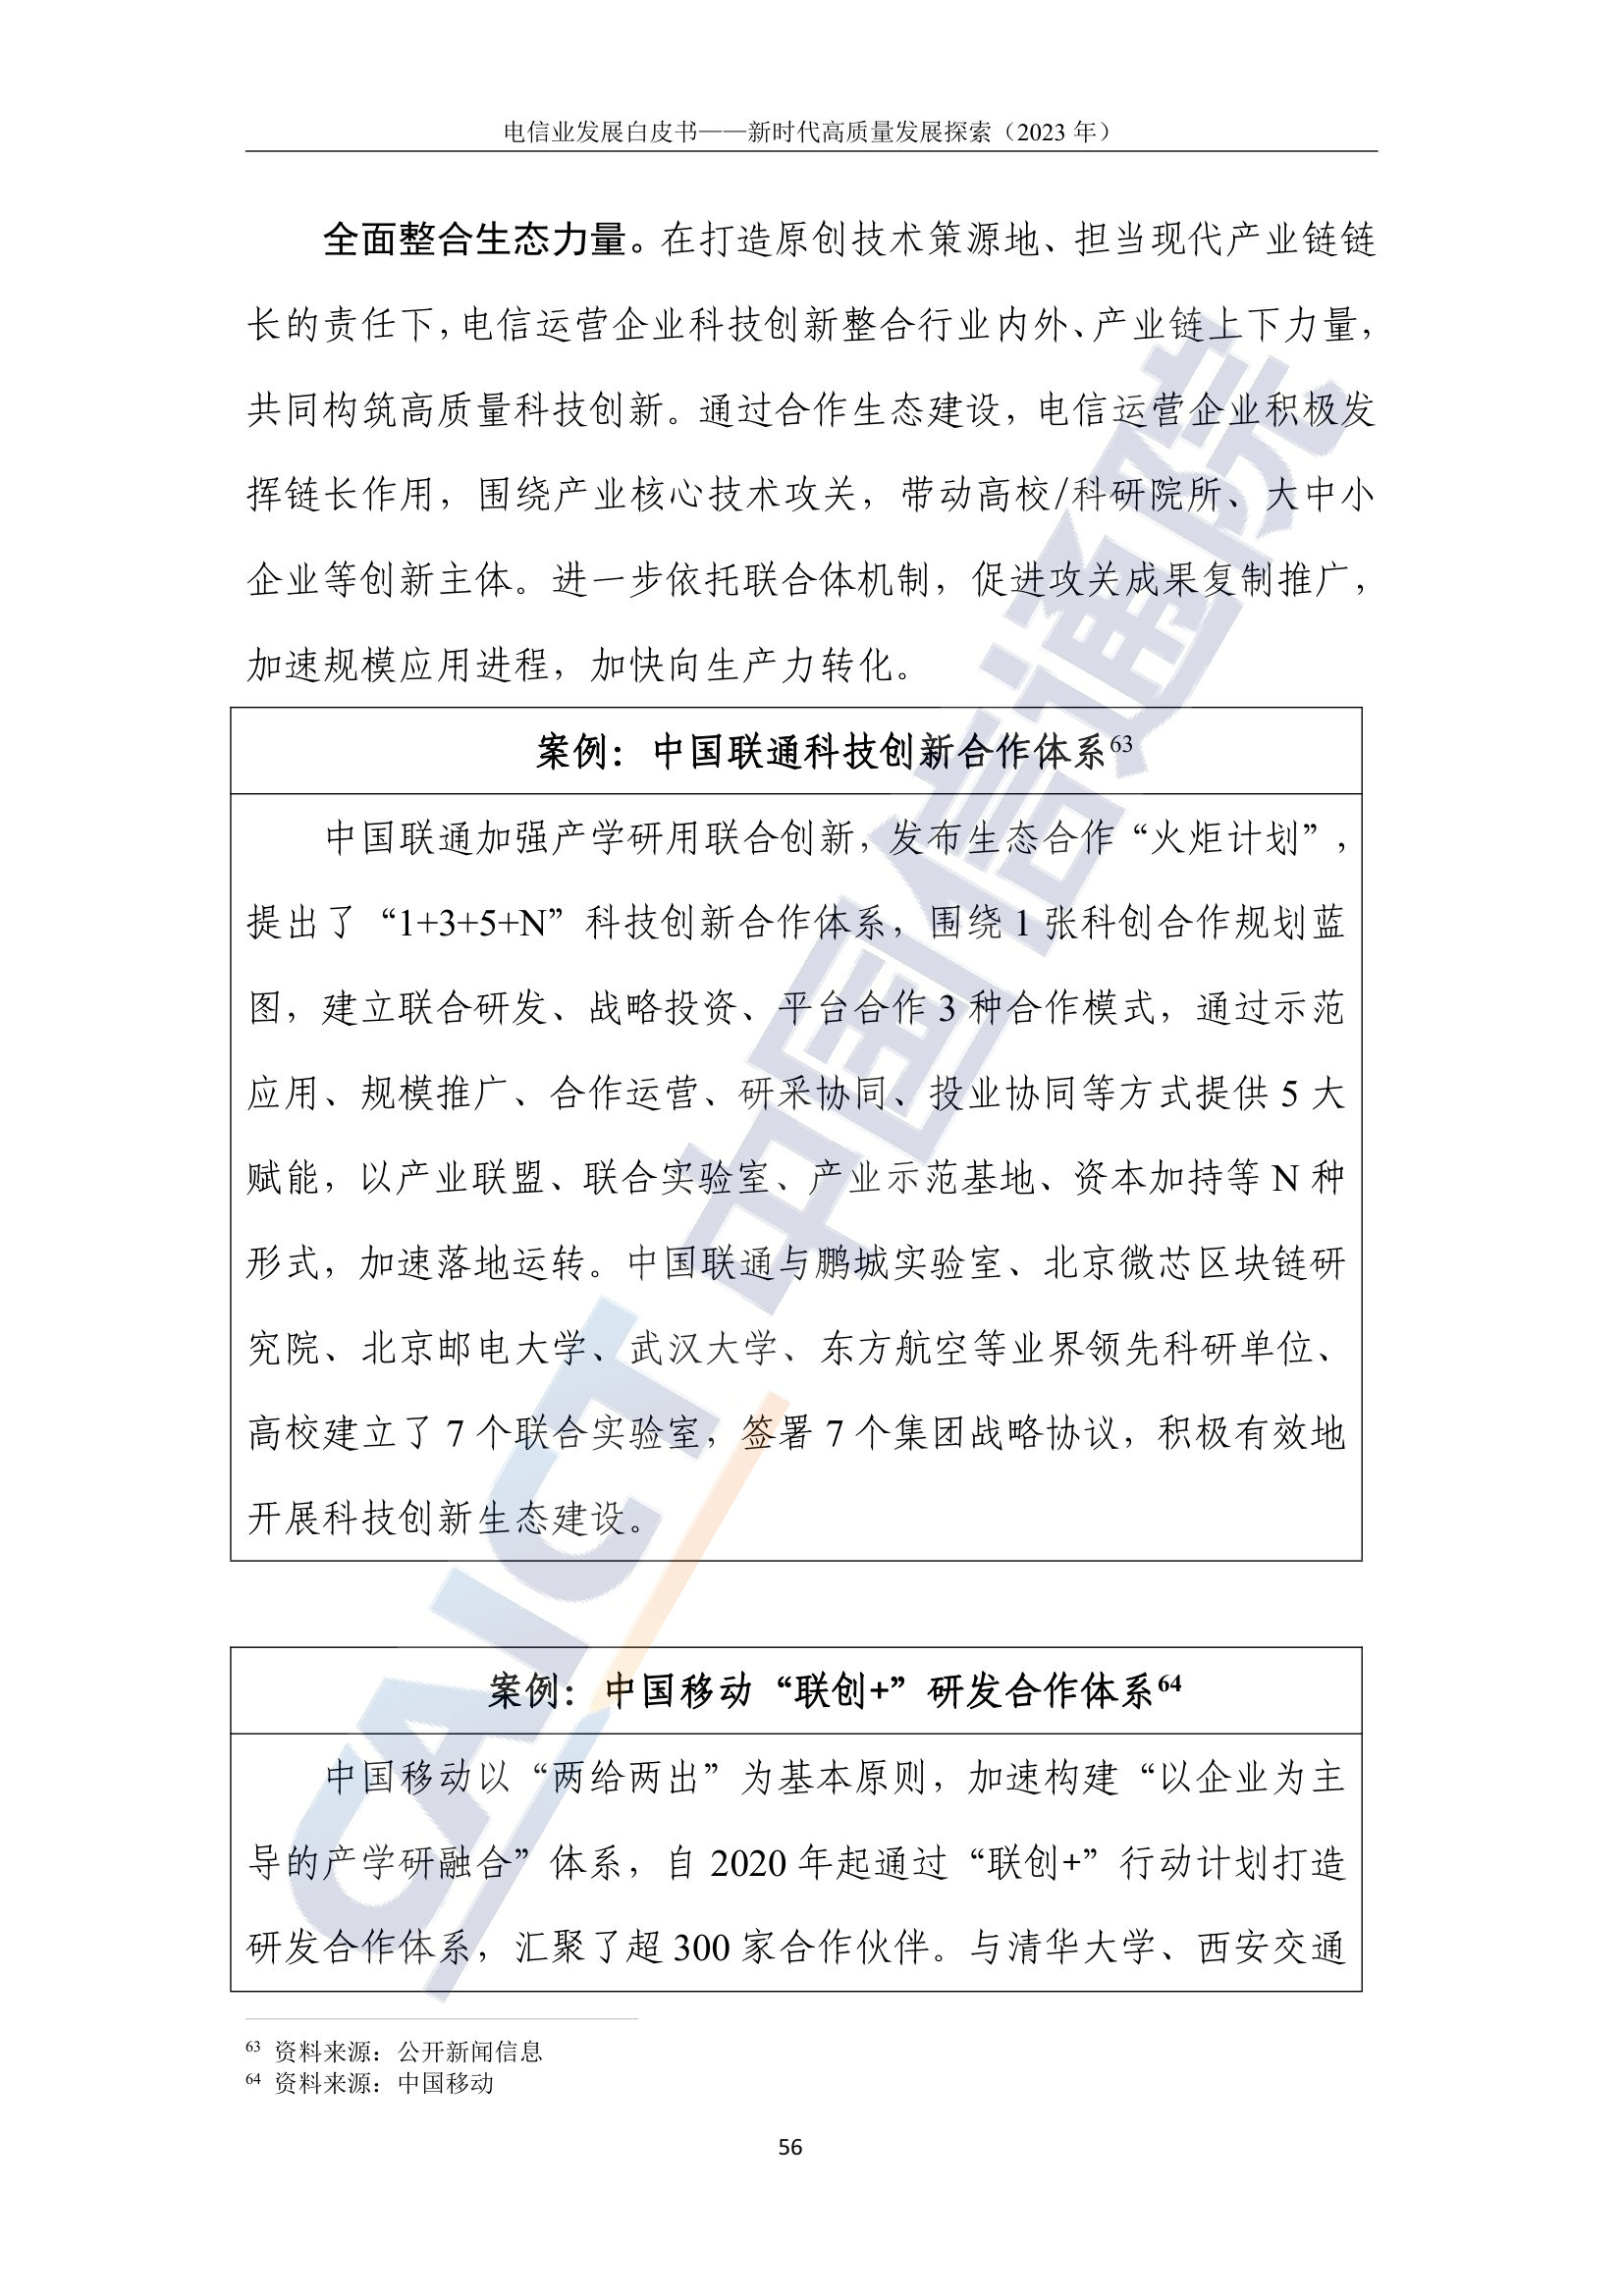 电信业发展白皮书——新时代高质量发展探索（2023 年）
全面整合生态力量。在打造原创技术策源地、担当现代产业链链
长的责任下，电信运营企业科技创新整合行业内外、产业链上下力量，
共同构筑高质量科技创新。通过合作生态建设，电信运营企业积极发
挥链长作用，围绕产业核心技术攻关，带动高校/科研院所、大中小
企业等创新主体。进一步依托联合体机制，促进攻关成果复制推广，
加速规模应用进程，加快向生产力转化。
案例：中国联通科技创新合作体系63
中国联通加强产学研用联合创新，发布生态合作“火炬计划”，
提出了“1+3+5+N”科技创新合作体系，围绕 1 张科创合作规划蓝
图，建立联合研发、战略投资、平台合作 3 种合作模式，通过示范
应用、规模推广、合作运营、研采协同、投业协同等方式提供 5 大
赋能，以产业联盟、联合实验室、产业示范基地、资本加持等 N 种
形式，加速落地运转。中国联通与鹏城实验室、北京微芯区块链研
究院、北京邮电大学、武汉大学、东方航空等业界领先科研单位、
高校建立了 7 个联合实验室，签署 7 个集团战略协议，积极有效地
开展科技创新生态建设。
案例：中国移动“联创+”研发合作体系64
中国移动以“两给两出”为基本原则，加速构建“以企业为主
导的产学研融合”体系，自 2020 年起通过“联创+”行动计划打造
研发合作体系，汇聚了超 300 家合作伙伴。与清华大学、西安交通
63 资料来源：公开新闻信息
64 资料来源：中国移动
56
CAICT 中国信通院